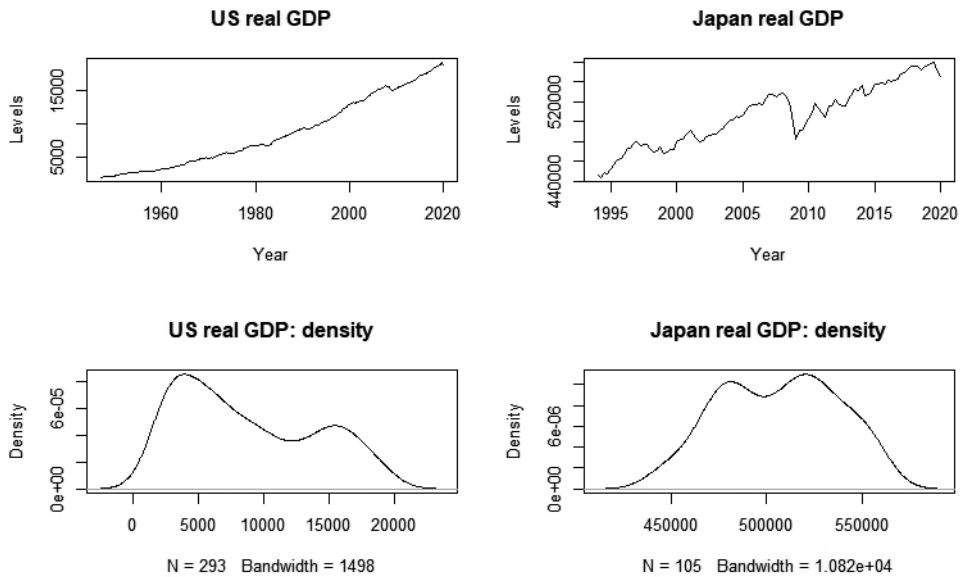 US real GDP
Levels
5000
15000
1960
1980
2000
2020
Year
Japan real GDP
Levels
440000
520000
1995
2000
2005
2010
2015
2020
Year
US real GDP: density
Density
0e+00
6e-05
0
5000
10000
15000
20000
N = 293 Bandwidth = 1498
Japan real GDP: density
Density
0e+00
6e-06
450000
500000
550000
N = 105 Bandwidth = 1.082e+04